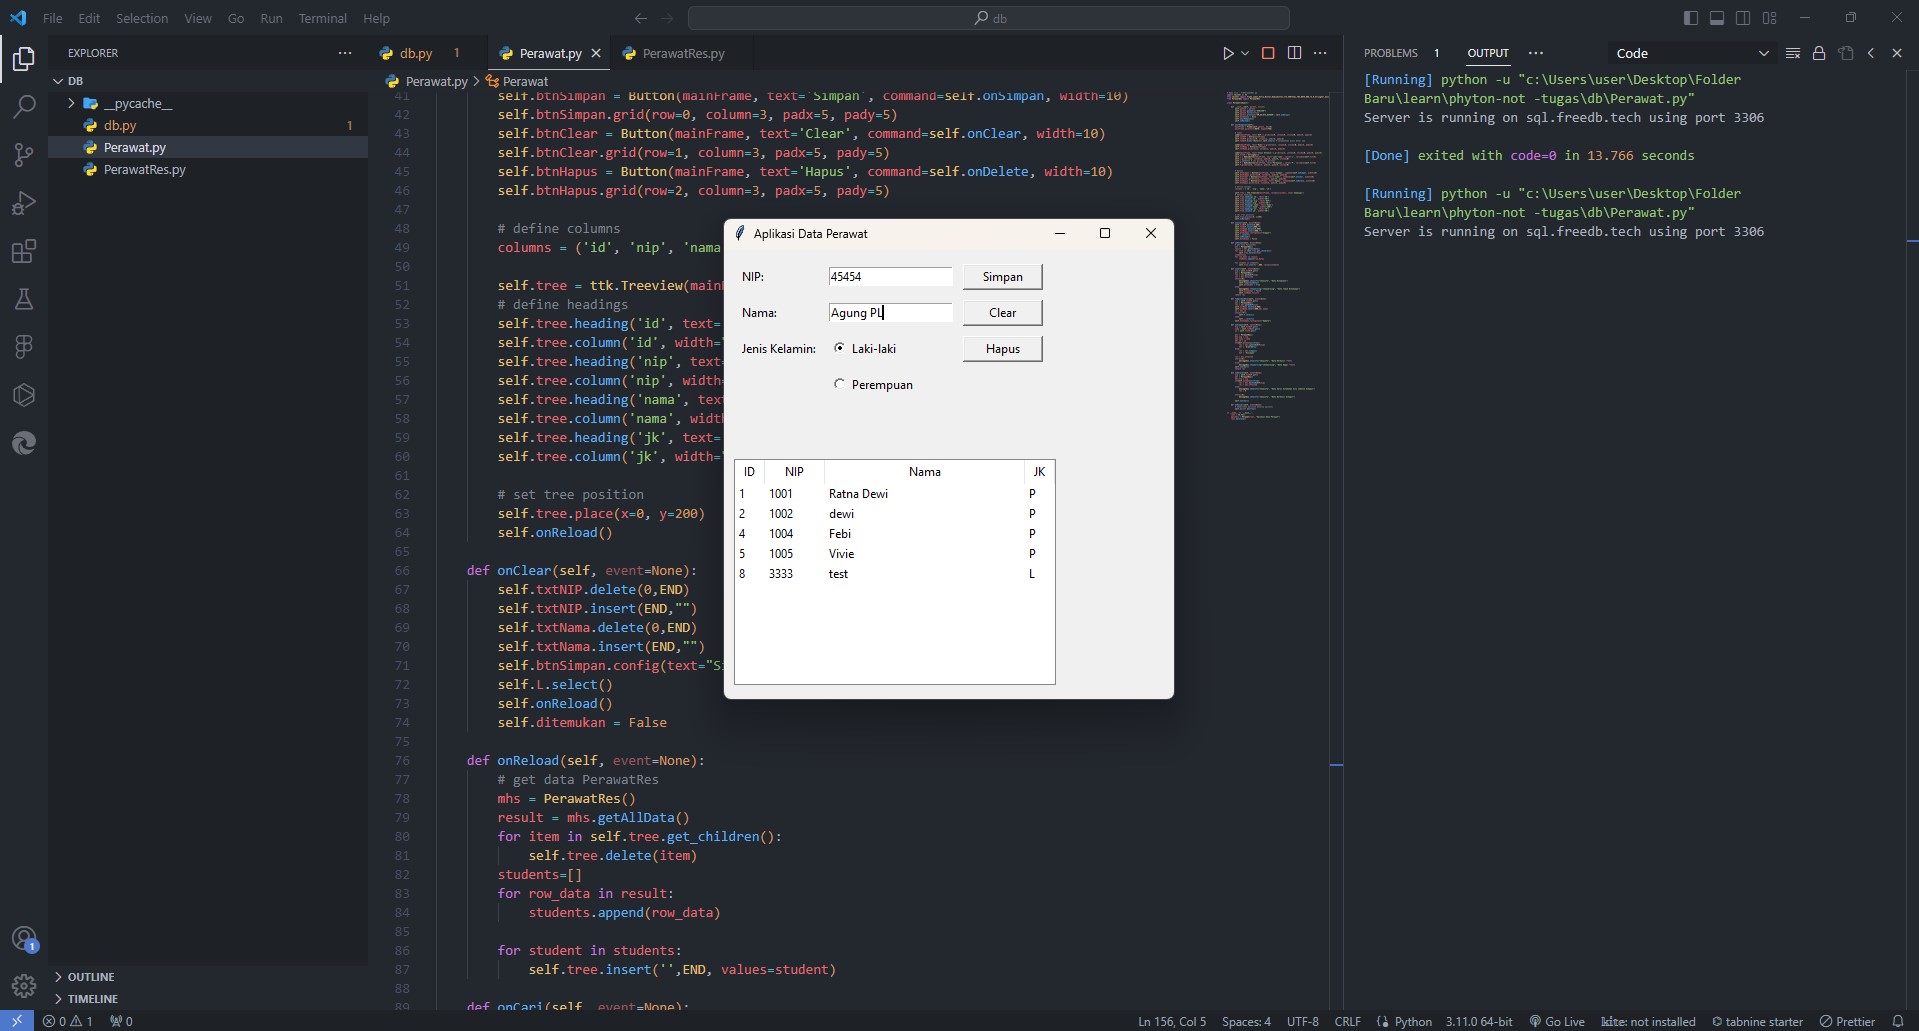 File Edit Selection View Go Run Terminal Help
db
EXPLORER
DB
__pycache__
db.py 1
Perawat.py
PerawatRes.py
OUTLINE
TIMELINE
db.py 1 Perawat.py PerawatRes.py
Perawat.py > Perawat
41 self.btnSimpan = Button(mainFrame, text='Simpan', command=self.onSimpan, width=10)
42 self.btnSimpan.grid(row=0, column=3, padx=5, pady=5)
43 self.btnClear = Button(mainFrame, text='Clear', command=self.onClear, width=10)
44 self.btnClear.grid(row=1, column=3, padx=5, pady=5)
45 self.btnHapus = Button(mainFrame, text='Hapus', command=self.onDelete, width=10)
46 self.btnHapus.grid(row=2, column=3, padx=5, pady=5)
47
48 # define columns
49 columns = ('id', 'nip', 'nama
50
51 self.tree = ttk.Treeview(main
52 # define headings
53 self.tree.heading('id', text=
54 self.tree.column('id', width=
55 self.tree.heading('nip', text
56 self.tree.column('nip', width
57 self.tree.heading('nama', tex
58 self.tree.column('nama', widt
59 self.tree.heading('jk', text=
60 self.tree.column('jk', width=
61
62 # set tree position
63 self.tree.place(x=0, y=200)
64 self.onReload()
65
66 def onClear(self, event=None):
67 self.txtNIP.delete(0,END)
68 self.txtNIP.insert(END,"")
69 self.txtNama.delete(0,END)
70 self.txtNama.insert(END,"")
71 self.btnSimpan.config(text="S
72 self.L.select()
73 self.onReload()
74 self.ditemukan = False
75
76 def onReload(self, event=None):
77 # get data PerawatRes
78 mhs = PerawatRes()
79 result = mhs.getAllData()
80 for item in self.tree.get_children():
81 self.tree.delete(item)
82 students=[]
83 for row_data in result:
84 students.append(row_data)
85
86 for student in students:
87 self.tree.insert('',END, values=student)
88
89 def onCari(self, event=None):
Aplikasi Data Perawat
NIP: 45454 Simpan
Nama: Agung PL Clear
Jenis Kelamin: Laki-laki Hapus
Perempuan
ID NIP Nama JK
1 1001 Ratna Dewi P
2 1002 dewi P
4 1004 Febi P
5 1005 Vivie P
8 3333 test L
PROBLEMS 1 OUTPUT Code
[Running] python -u "c:\Users\user\Desktop\Folder
Baru\learn\phyton-not -tugas\db\Perawat.py"
Server is running on sql.freedb.tech using port 3306
[Done] exited with code=0 in 13.766 seconds
[Running] python -u "c:\Users\user\Desktop\Folder
Baru\learn\phyton-not -tugas\db\Perawat.py"
Server is running on sql.freedb.tech using port 3306
1
0 1 0
Ln 156, Col 5 Spaces: 4 UTF-8 CRLF Python 3.11.0 64-bit Go Live kite: not installed tabnine starter Prettier